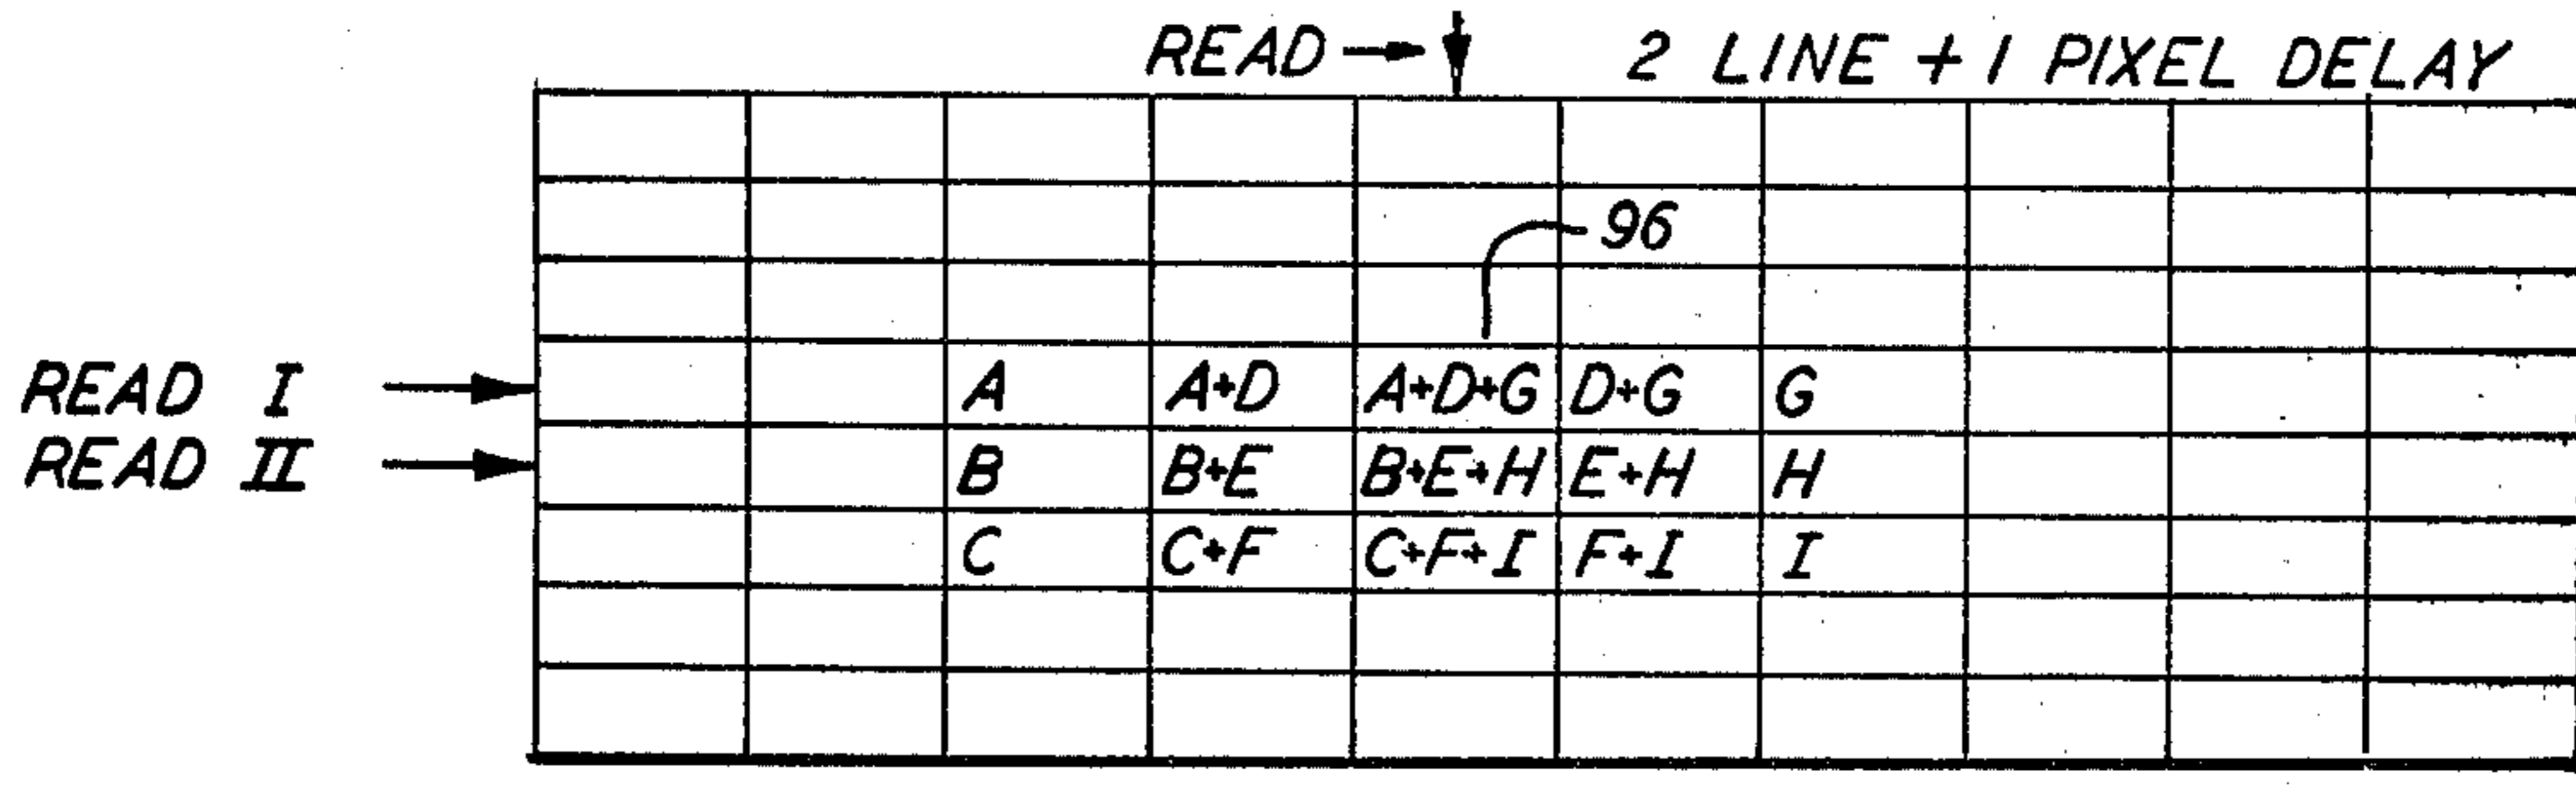 READ 2 LINE + 1 PIXEL DELAY
96
READ I A A+D A+D+G D+G G
READ II B B+E B+E+H E+H H
C C+F C+F+I F+I I